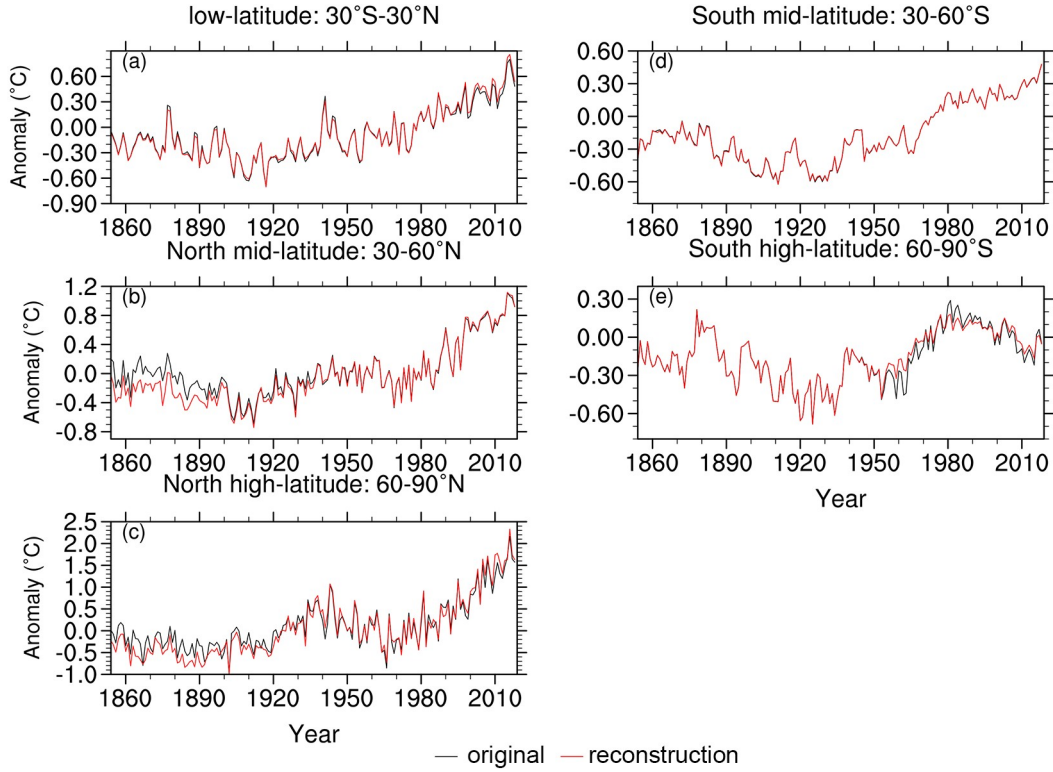 low-latitude: 30°S-30°N
(a)
Anomaly (°C)
0.60
0.30
0.00
-0.30
-0.60
-0.90
1860 1890 1920 1950 1980 2010
North mid-latitude: 30-60°N
(b)
Anomaly (°C)
1.2
0.8
0.4
0.0
-0.4
-0.8
1860 1890 1920 1950 1980 2010
North high-latitude: 60-90°N
(c)
Anomaly (°C)
2.5
2.0
1.5
1.0
0.5
0.0
-0.5
-1.0
1860 1890 1920 1950 1980 2010
Year
South mid-latitude: 30-60°S
(d)
0.60
0.30
0.00
-0.30
-0.60
1860 1890 1920 1950 1980 2010
South high-latitude: 60-90°S
(e)
0.30
0.00
-0.30
-0.60
1860 1890 1920 1950 1980 2010
Year
original reconstruction